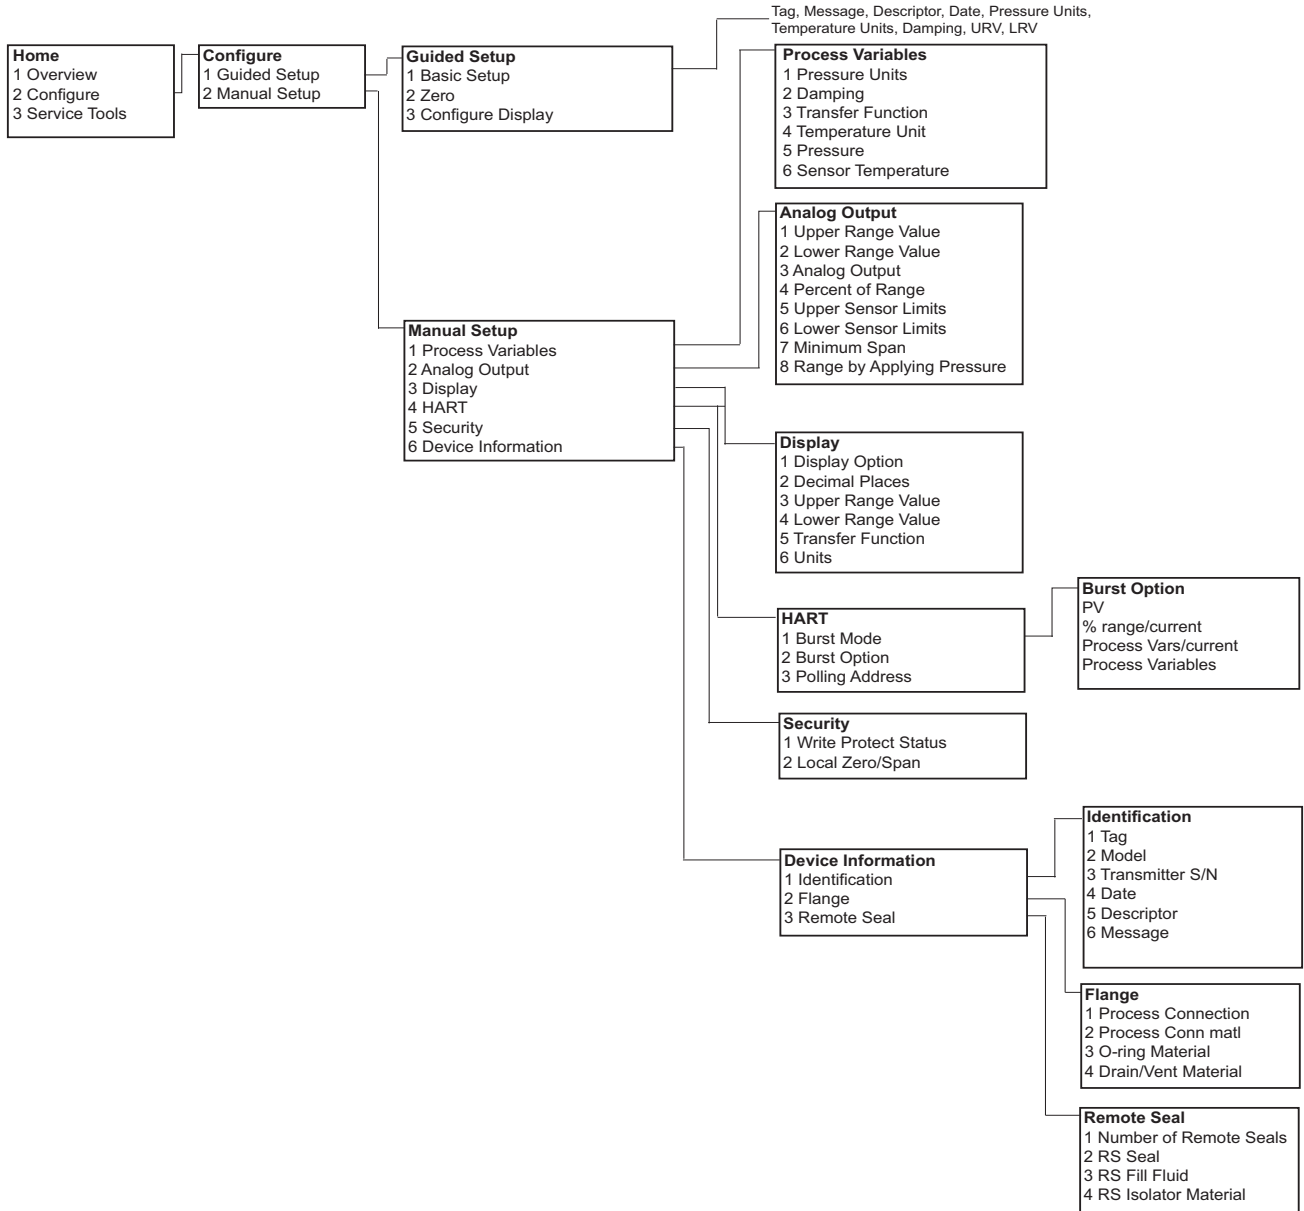 Tag, Message, Descriptor, Date, Pressure Units,
Temperature Units, Damping, URV, LRV
Home
1 Overview
2 Configure
3 Service Tools
Configure
1 Guided Setup
2 Manual Setup
Guided Setup
1 Basic Setup
2 Zero
3 Configure Display
Process Variables
1 Pressure Units
2 Damping
3 Transfer Function
4 Temperature Unit
5 Pressure
6 Sensor Temperature
Analog Output
1 Upper Range Value
2 Lower Range Value
3 Analog Output
4 Percent of Range
5 Upper Sensor Limits
6 Lower Sensor Limits
7 Minimum Span
8 Range by Applying Pressure
Manual Setup
1 Process Variables
2 Analog Output
3 Display
4 HART
5 Security
6 Device Information
Display
1 Display Option
2 Decimal Places
3 Upper Range Value
4 Lower Range Value
5 Transfer Function
6 Units
HART
1 Burst Mode
2 Burst Option
3 Polling Address
Burst Option
PV
% range/current
Process Vars/current
Process Variables
Security
1 Write Protect Status
2 Local Zero/Span
Device Information
1 Identification
2 Flange
3 Remote Seal
Identification
1 Tag
2 Model
3 Transmitter S/N
4 Date
5 Descriptor
6 Message
Flange
1 Process Connection
2 Process Conn matl
3 O-ring Material
4 Drain/Vent Material
Remote Seal
1 Number of Remote Seals
2 RS Seal
3 RS Fill Fluid
4 RS Isolator Material